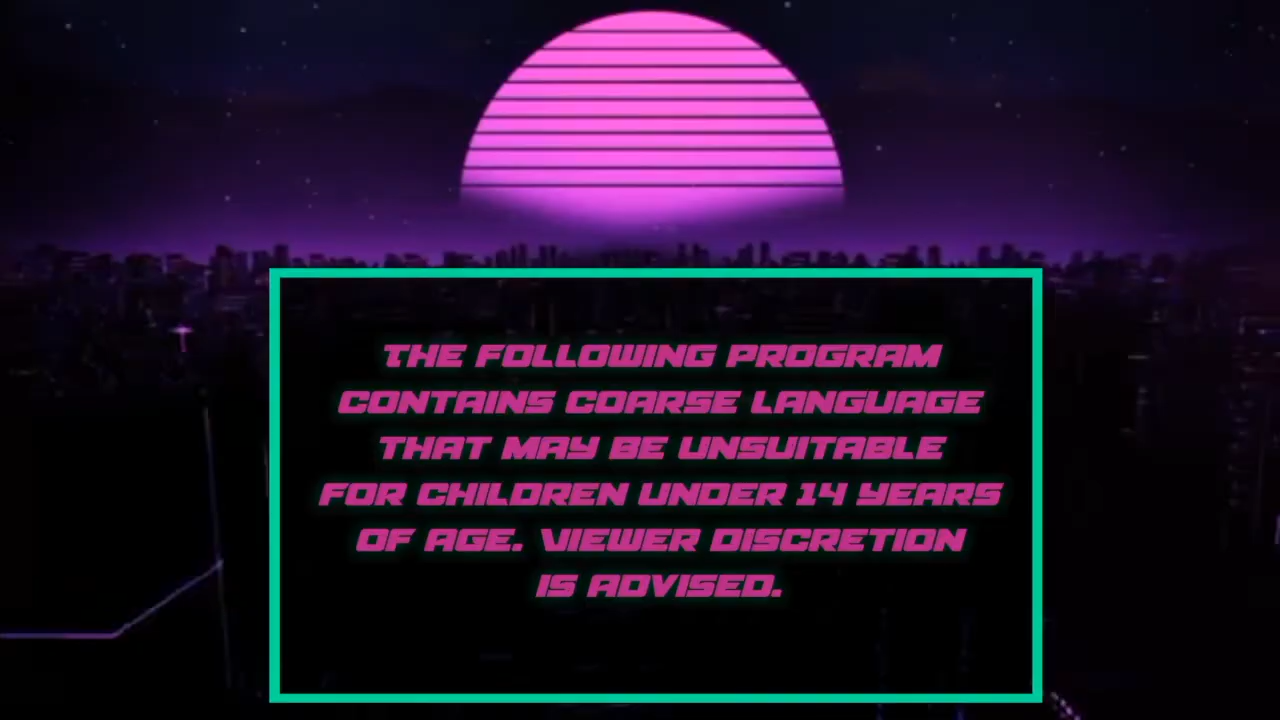 THE FOLLOWING PROGRAM
CONTAINS COARSE LANGUAGE
THAT MAY BE UNSUITABLE
FOR CHILDREN UNDER 14 YEARS
OF AGE. VIEWER DISCRETION
IS ADVISED.